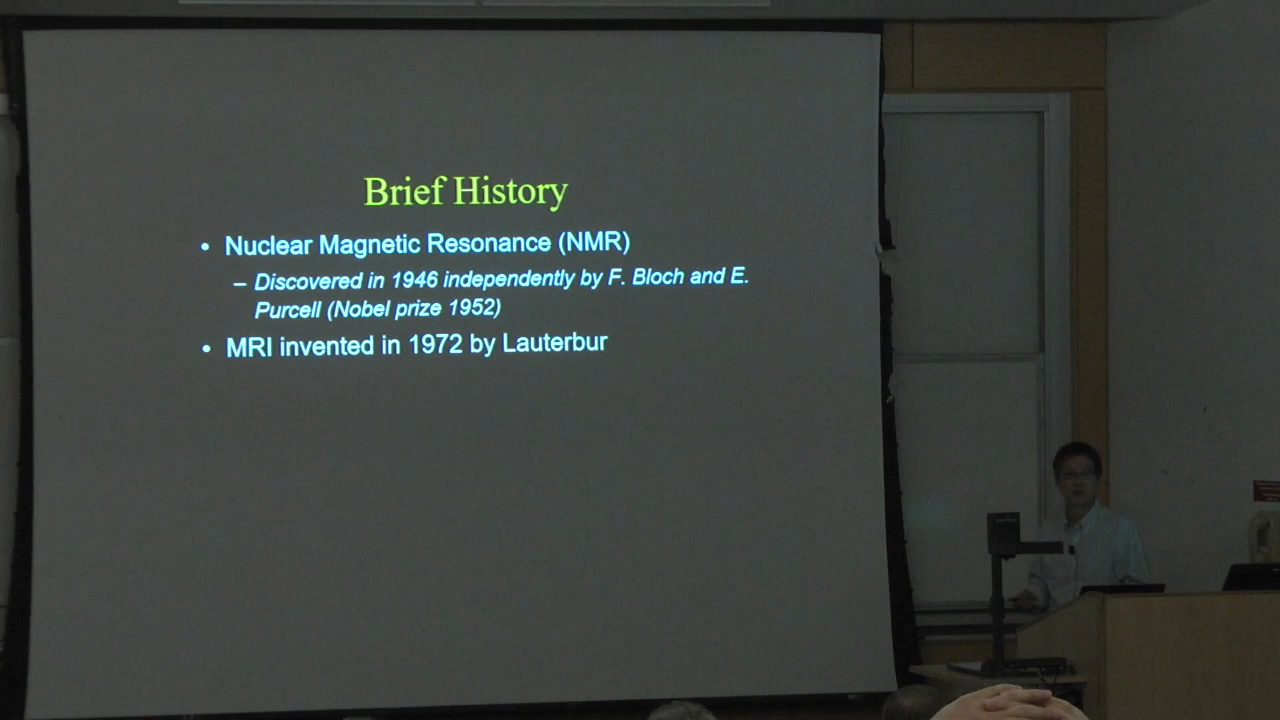 Brief History
• Nuclear Magnetic Resonance (NMR)
– Discovered in 1946 independently by F. Bloch and E.
Purcell (Nobel prize 1952)
• MRI invented in 1972 by Lauterbur